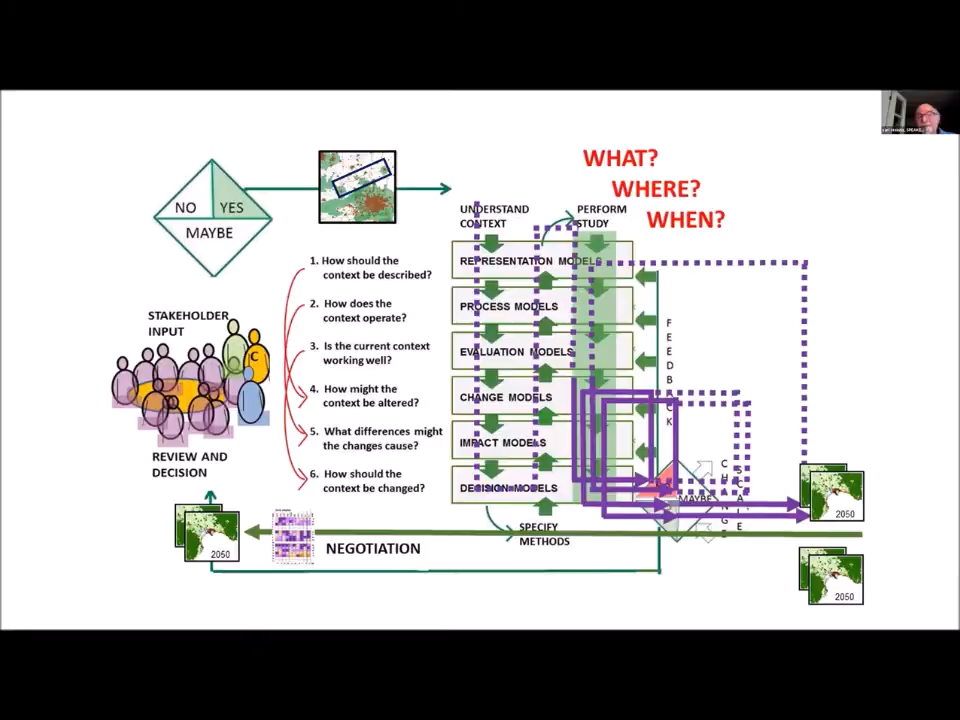 WHAT?
WHERE?
WHEN?
NO
YES
MAYBE
UNDERSTAND
CONTEXT
PERFORM
STUDY
1. How should the
context be described?
2. How does the
context operate?
3. Is the current context
working well?
4. How might the
context be altered?
5. What differences might
the changes cause?
6. How should the
context be changed?
REPRESENTATION MODELS
PROCESS MODELS
EVALUATION MODELS
CHANGE MODELS
IMPACT MODELS
DECISION MODELS
SPECIFY
METHODS
FEEDBACK
MAYBE
SCALE
STAKEHOLDER
INPUT
C
REVIEW AND
DECISION
2050
NEGOTIATION
2050
2050